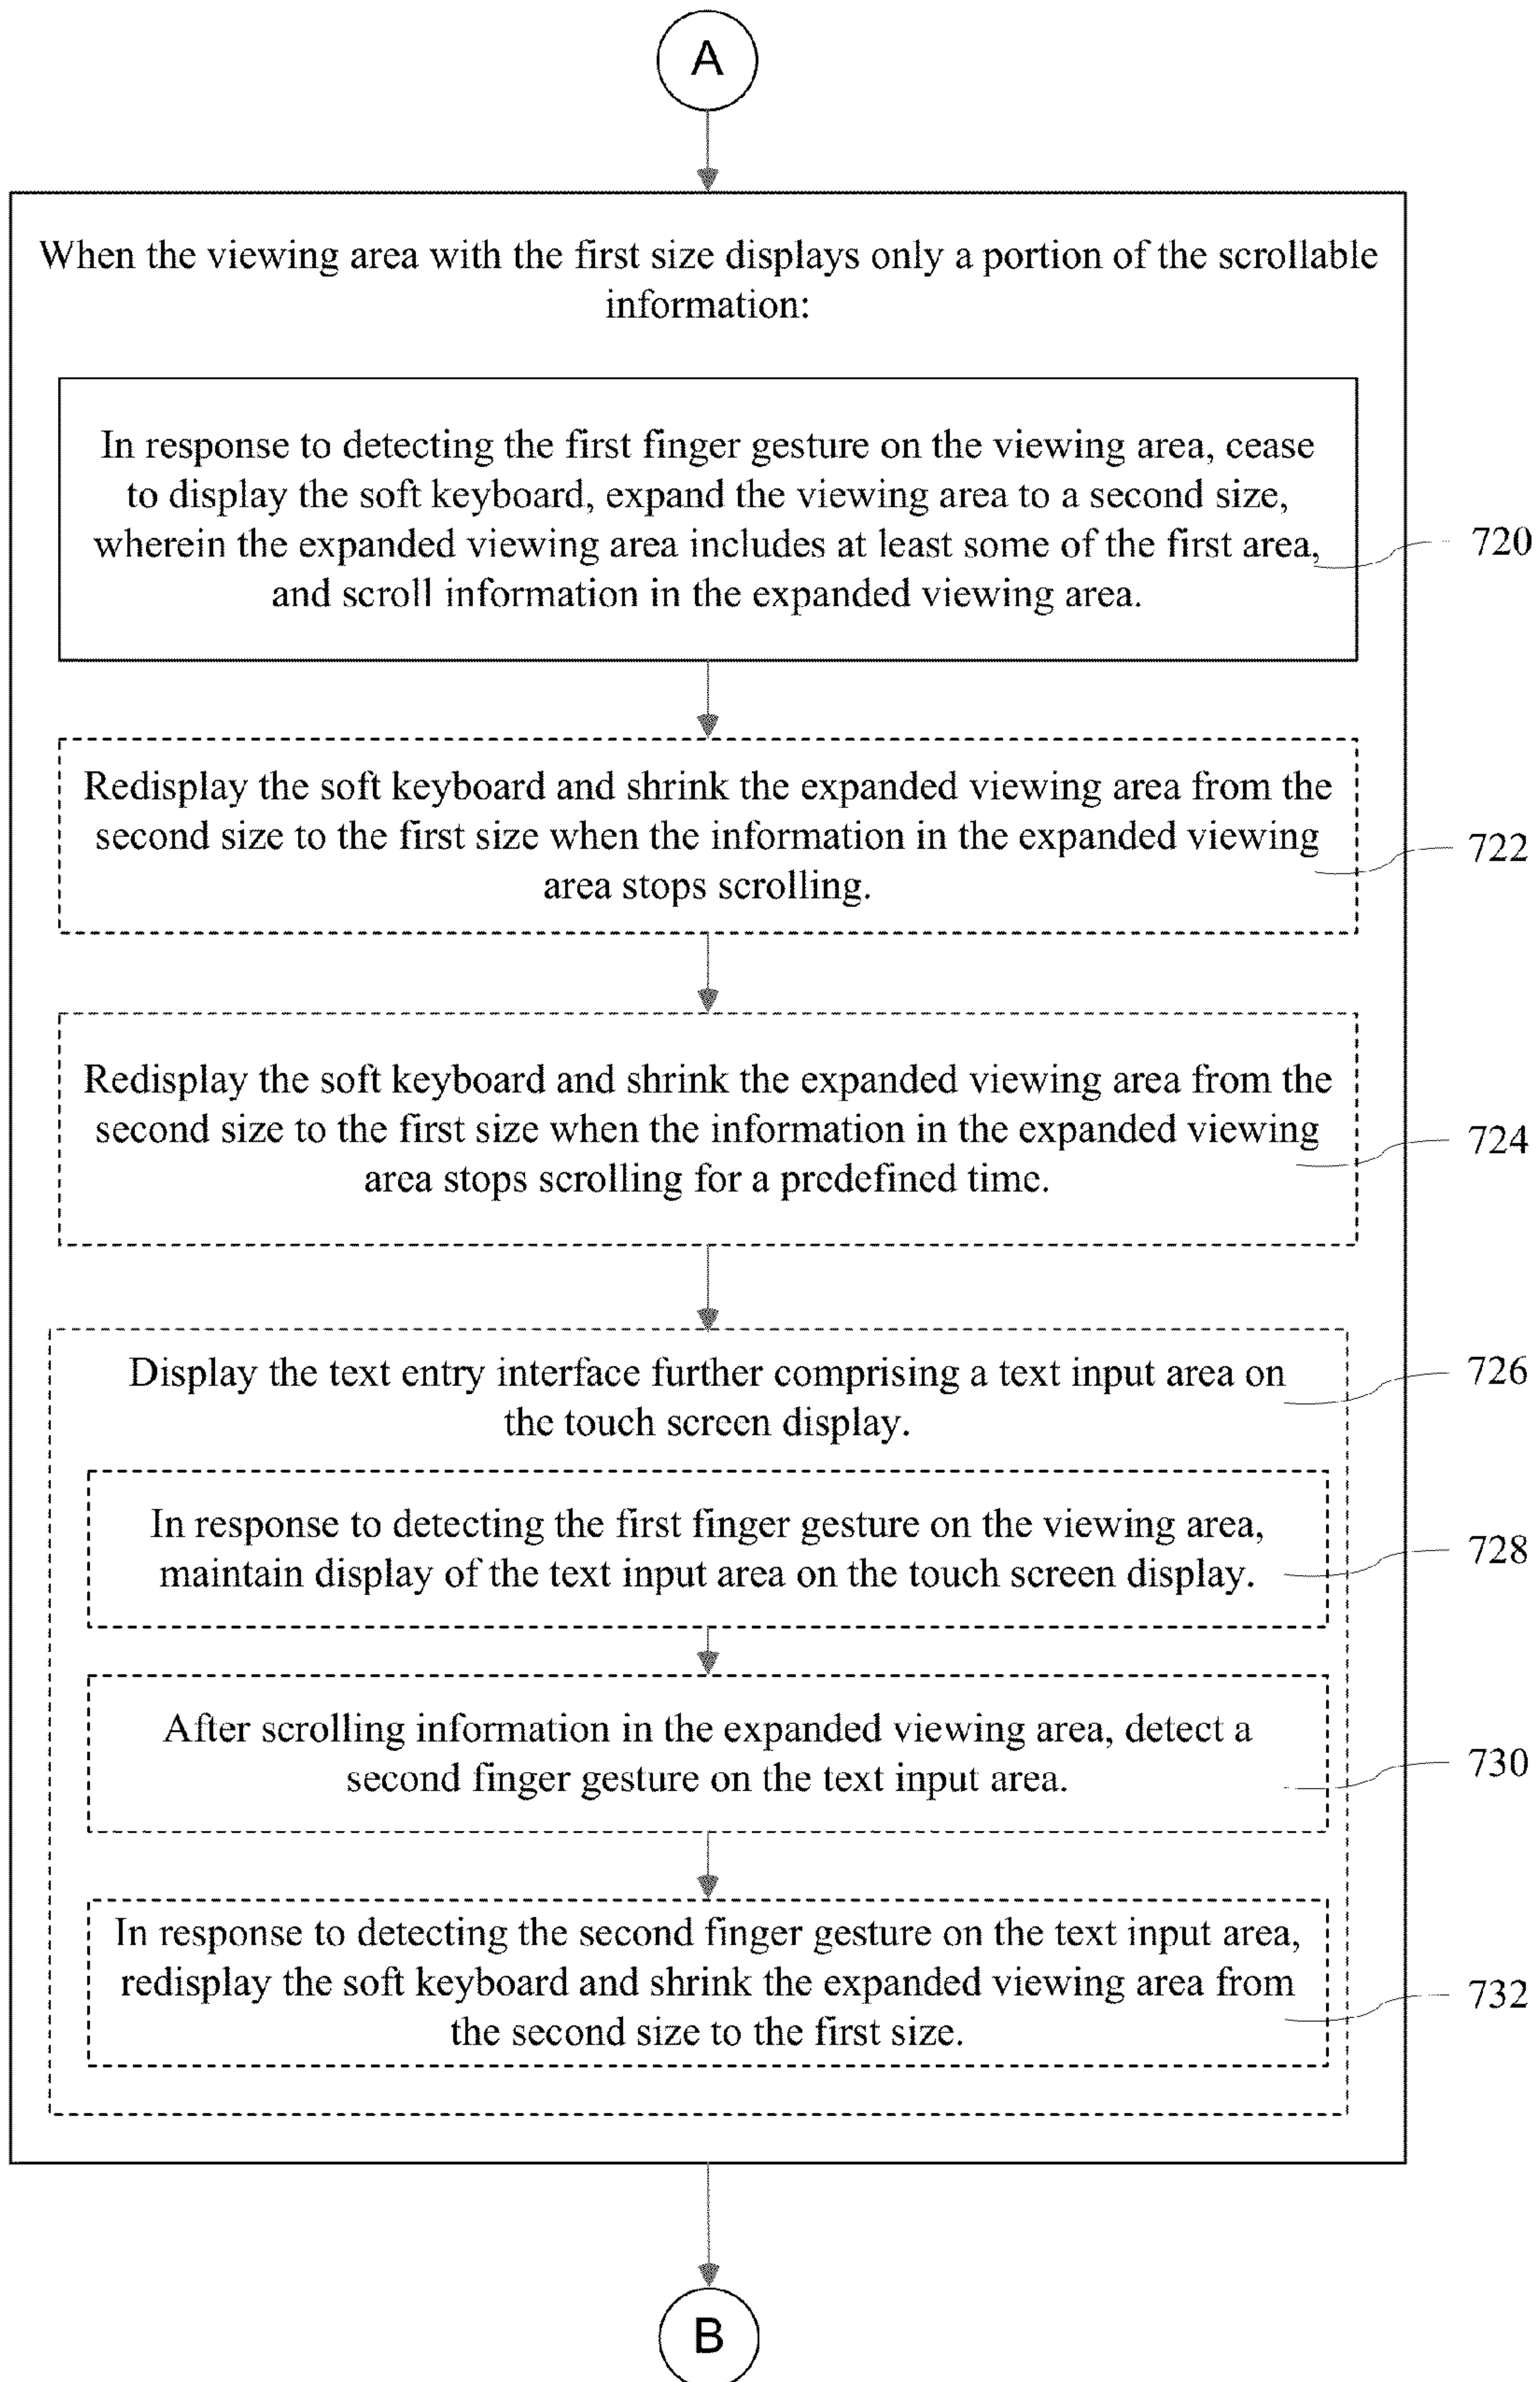 A
When the viewing area with the first size displays only a portion of the scrollable
information:
In response to detecting the first finger gesture on the viewing area, cease
to display the soft keyboard, expand the viewing area to a second size,
wherein the expanded viewing area includes at least some of the first area,
and scroll information in the expanded viewing area.
720
Redisplay the soft keyboard and shrink the expanded viewing area from the
second size to the first size when the information in the expanded viewing
area stops scrolling.
722
Redisplay the soft keyboard and shrink the expanded viewing area from the
second size to the first size when the information in the expanded viewing
area stops scrolling for a predefined time.
724
Display the text entry interface further comprising a text input area on
the touch screen display.
726
In response to detecting the first finger gesture on the viewing area,
maintain display of the text input area on the touch screen display.
728
After scrolling information in the expanded viewing area, detect a
second finger gesture on the text input area.
730
In response to detecting the second finger gesture on the text input area,
redisplay the soft keyboard and shrink the expanded viewing area from
the second size to the first size.
732
B